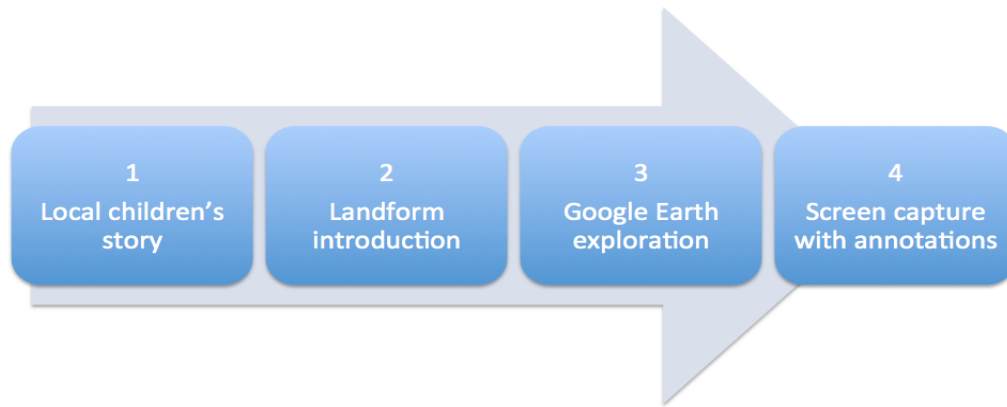 1
Local children's
story
2
Landform
introduction
3
Google Earth
exploration
4
Screen capture
with annotations